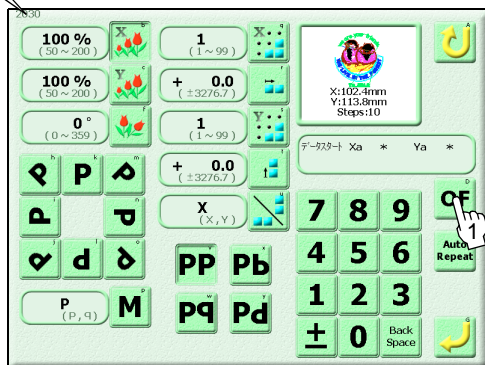 2030
100 %
(50~200)
X
100 %
(50~200)
Y
0°
(0~359)
P
P
P
P
P
P
P
P
P
(P,q)
M
1
(1~99)
X
+ 0.0
(±3276.7)
1
(1~99)
Y
+ 0.0
(±3276.7)
X
(X,Y)
PP
Pb
Pq
Pd
X:102.4mm
Y:113.8mm
Steps:10
ﾃﾞｰﾀｽﾀｰﾄ Xa * Ya *
7 8 9
4 5 6
1 2 3
± 0 Back
Space
OF
1
Auto
Repeat